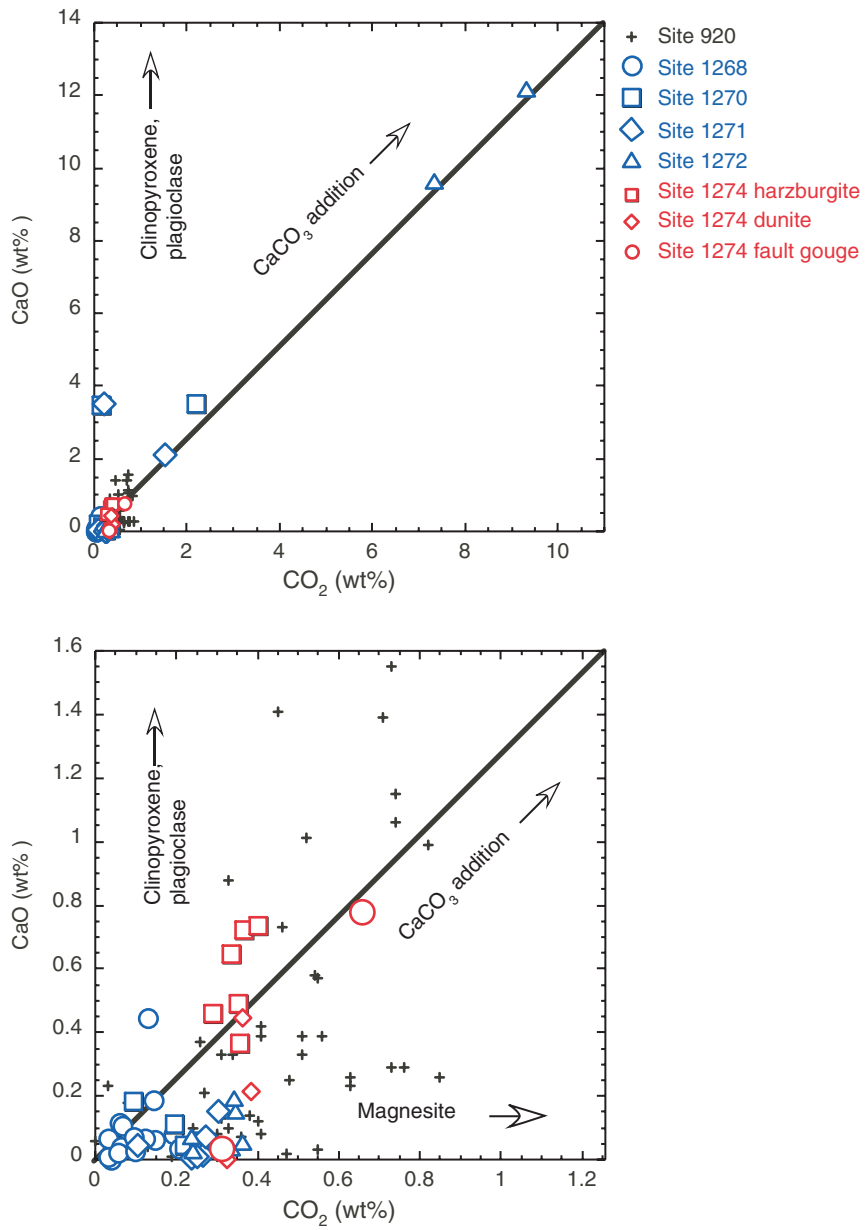 14
12
10
8
6
4
2
0
CaO (wt%)
Clinopyroxene,
plagioclase
CaCO₃ addition
0 2 4 6 8 10
CO₂ (wt%)
Site 920
Site 1268
Site 1270
Site 1271
Site 1272
Site 1274 harzburgite
Site 1274 dunite
Site 1274 fault gouge
1.6
1.4
1.2
1
0.8
0.6
0.4
0.2
0
CaO (wt%)
Clinopyroxene,
plagioclase
CaCO₃ addition
Magnesite
0 0.2 0.4 0.6 0.8 1 1.2
CO₂ (wt%)